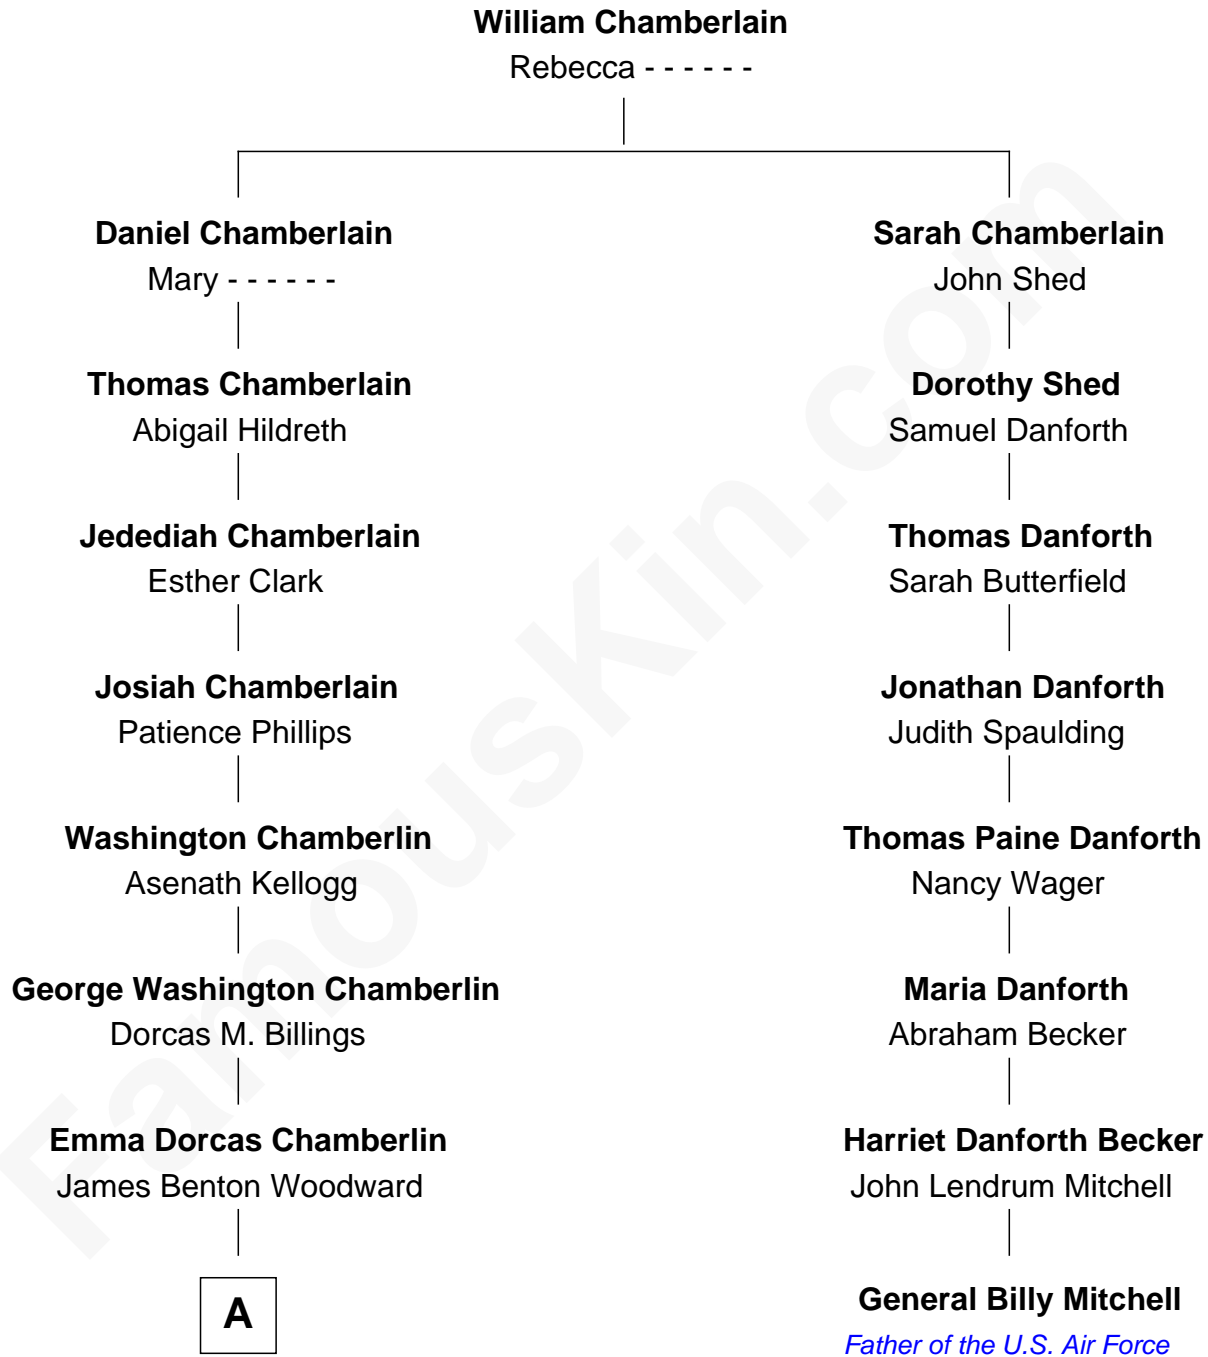 William Chamberlain
Rebecca - - - - - -
Daniel Chamberlain
Mary - - - - - -
Sarah Chamberlain
John Shed
Thomas Chamberlain
Abigail Hildreth
Dorothy Shed
Samuel Danforth
Jedediah Chamberlain
Esther Clark
Thomas Danforth
Sarah Butterfield
Josiah Chamberlain
Patience Phillips
Jonathan Danforth
Judith Spaulding
Washington Chamberlin
Asenath Kellogg
Thomas Paine Danforth
Nancy Wager
George Washington Chamberlin
Dorcas M. Billings
Maria Danforth
Abraham Becker
Emma Dorcas Chamberlin
James Benton Woodward
Harriet Danforth Becker
John Lendrum Mitchell
A
General Billy Mitchell
Father of the U.S. Air Force
FamousKin.com